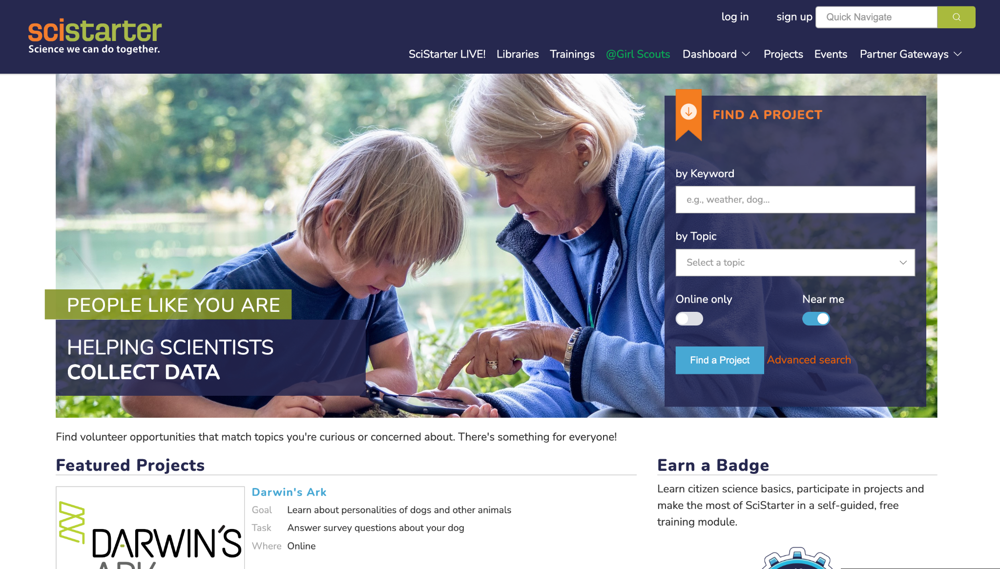 log in
sign up
Quick Navigate
scistarter
Science we can do together.
SciStarter LIVE!
Libraries
Trainings
@Girl Scouts
Dashboard
Projects
Events
Partner Gateways
FIND A PROJECT
by Keyword
e.g., weather, dog...
by Topic
Select a topic
Online only
Near me
Find a Project
Advanced search
PEOPLE LIKE YOU ARE
HELPING SCIENTISTS
COLLECT DATA
Find volunteer opportunities that match topics you're curious or concerned about. There's something for everyone!
Featured Projects
DARWIN'S
ARK
Darwin's Ark
Goal Learn about personalities of dogs and other animals
Task Answer survey questions about your dog
Where Online
Earn a Badge
Learn citizen science basics, participate in projects and
make the most of SciStarter in a self-guided, free
training module.